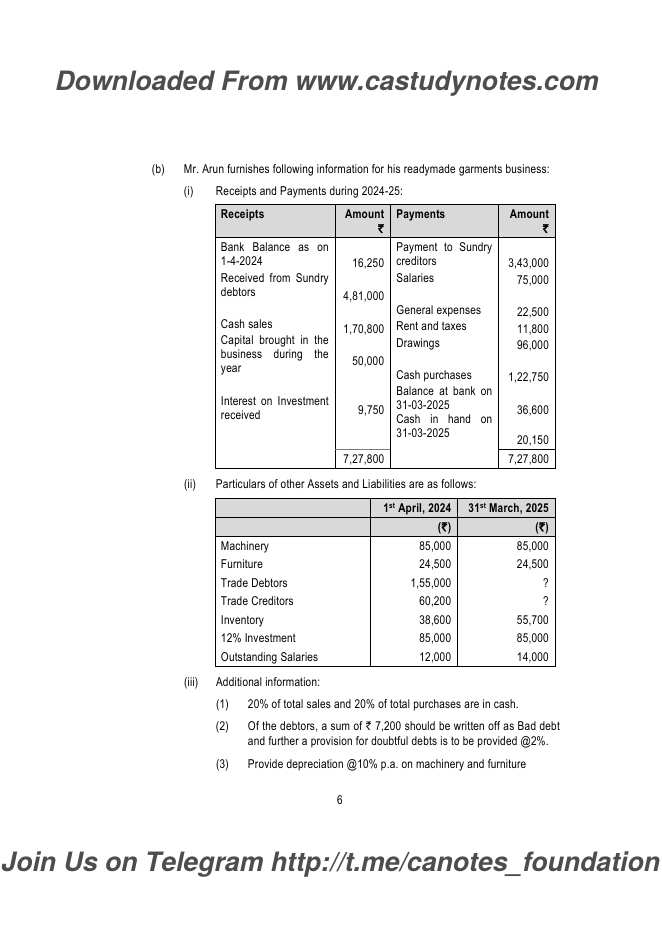 Downloaded From www.castudynotes.com
(b) Mr. Arun furnishes following information for his readymade garments business:
(i) Receipts and Payments during 2024-25:
Receipts Amount Payments Amount
₹ ₹
Bank Balance as on Payment to Sundry
1-4-2024 16,250 creditors 3,43,000
Received from Sundry Salaries 75,000
debtors 4,81,000
General expenses 22,500
Cash sales 1,70,800 Rent and taxes 11,800
Capital brought in the Drawings 96,000
business during the
year 50,000
Cash purchases 1,22,750
Balance at bank on
Interest on Investment 31-03-2025 36,600
received 9,750 Cash in hand on
31-03-2025
20,150
7,27,800 7,27,800
(ii) Particulars of other Assets and Liabilities are as follows:
1st April, 2024 31st March, 2025
(₹) (₹)
Machinery 85,000 85,000
Furniture 24,500 24,500
Trade Debtors 1,55,000 ?
Trade Creditors 60,200 ?
Inventory 38,600 55,700
12% Investment 85,000 85,000
Outstanding Salaries 12,000 14,000
(iii) Additional information:
(1) 20% of total sales and 20% of total purchases are in cash.
(2) Of the debtors, a sum of ₹ 7,200 should be written off as Bad debt
and further a provision for doubtful debts is to be provided @2%.
(3) Provide depreciation @10% p.a. on machinery and furniture
6
Join Us on Telegram http://t.me/canotes_foundation